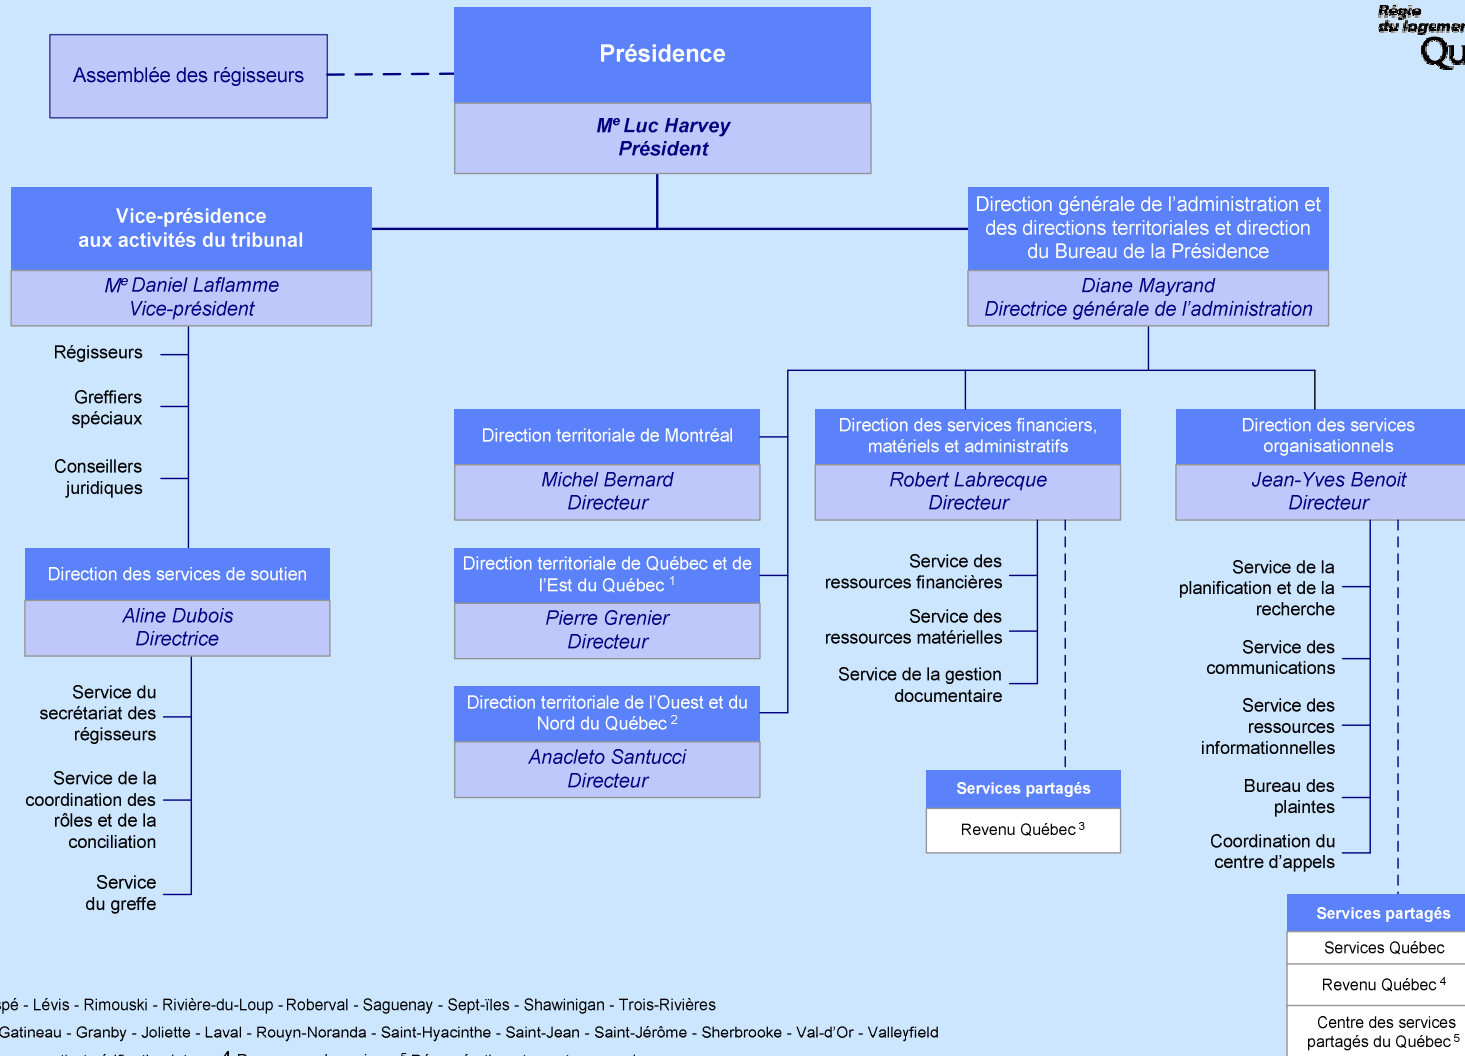 Régie
du logement
Assemblée des régisseurs
Présidence
Me Luc Harvey
Président
Vice-présidence
aux activités du tribunal
Me Daniel Laflamme
Vice-président
Direction générale de l’administration et
des directions territoriales et direction
du Bureau de la Présidence
Diane Mayrand
Directrice générale de l’administration
Régisseurs
Greffiers
spéciaux
Conseillers
juridiques
Direction des services de soutien
Aline Dubois
Directrice
Service du
secrétariat des
régisseurs
Service de la
coordination des
rôles et de la
conciliation
Service
du greffe
Direction territoriale de Montréal
Michel Bernard
Directeur
Direction territoriale de Québec et de
l’Est du Québec 1
Pierre Grenier
Directeur
Direction territoriale de l’Ouest et du
Nord du Québec 2
Anacleto Santucci
Directeur
Direction des services financiers,
matériels et administratifs
Robert Labrecque
Directeur
Service des
ressources financières
Service des
ressources matérielles
Service de la gestion
documentaire
Services partagés
Revenu Québec 3
Direction des services
organisationnels
Jean-Yves Benoit
Directeur
Service de la
planification et de la
recherche
Service des
communications
Service des
ressources
informationnelles
Bureau des
plaintes
Coordination du
centre d’appels
Services partagés
Services Québec
Revenu Québec 4
Centre des services
partagés du Québec 5
- Lévis - Rimouski - Rivière-du-Loup - Roberval - Saguenay - Sept-îles - Shawinigan - Trois-Rivières
Gatineau - Granby - Joliette - Laval - Rouyn-Noranda - Saint-Hyacinthe - Saint-Jean - Saint-Jérôme - Sherbrooke - Val-d’Or - Valleyfield